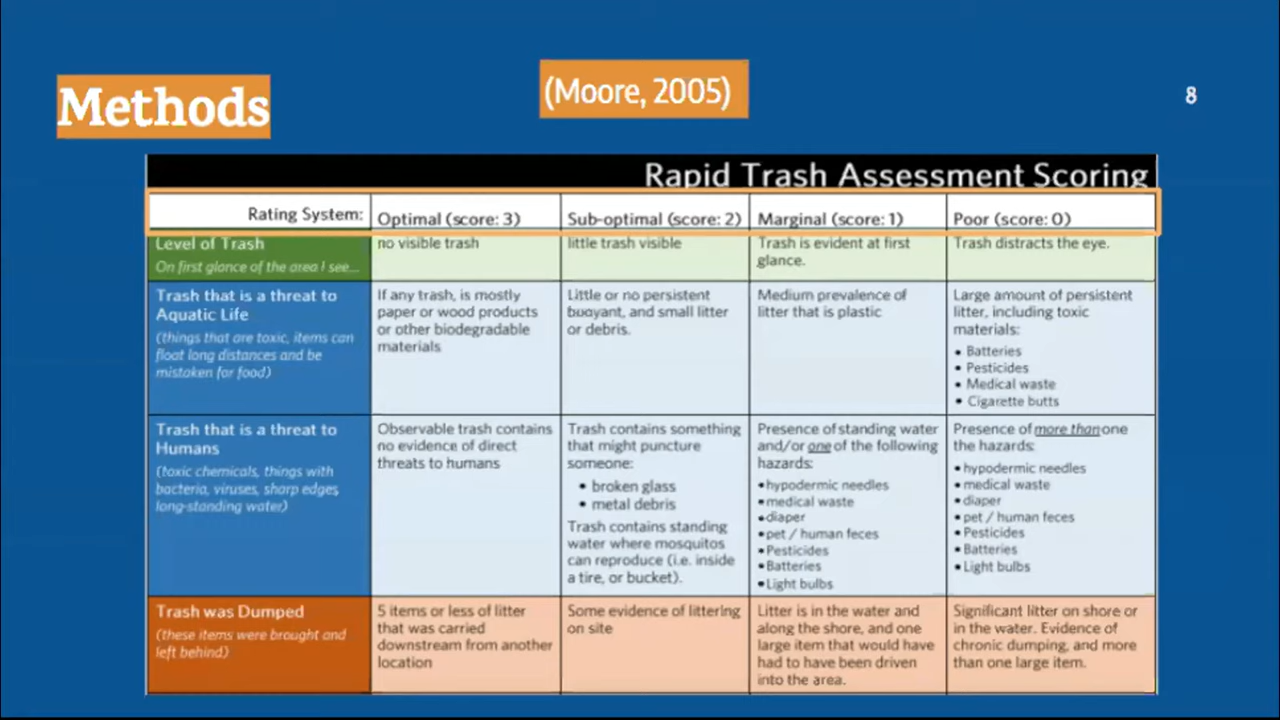 Methods
(Moore, 2005)
8
Rapid Trash Assessment Scoring
Rating System:
Optimal (score: 3)
Sub-optimal (score: 2)
Marginal (score: 1)
Poor (score: 0)
Level of Trash
On first glance of the area I see...
no visible trash
little trash visible
Trash is evident at first
glance.
Trash distracts the eye.
Trash that is a threat to
Aquatic Life
(things that are toxic, items can
float long distances and be
mistaken for food)
If any trash, is mostly
paper or wood products
or other biodegradable
materials
Little or no persistent
buoyant, and small litter
or debris.
Medium prevalence of
litter that is plastic
Large amount of persistent
litter, including toxic
materials:
• Batteries
• Pesticides
• Medical waste
• Cigarette butts
Trash that is a threat to
Humans
(toxic chemicals, things with
bacteria, viruses, sharp edges,
long-standing water)
Observable trash contains
no evidence of direct
threats to humans
Trash contains something
that might puncture
someone:
• broken glass
• metal debris
Trash contains standing
water where mosquitos
can reproduce (i.e. inside
a tire, or bucket).
Presence of standing water
and/or one of the following
hazards:
•hypodermic needles
•medical waste
•diaper
•pet / human feces
•Pesticides
•Batteries
•Light bulbs
Presence of more than one
the hazards:
• hypodermic needles
• medical waste
• diaper
• pet / human feces
• Pesticides
• Batteries
• Light bulbs
Trash was Dumped
(these items were brought and
left behind)
5 items or less of litter
that was carried
downstream from another
location
Some evidence of littering
on site
Litter is in the water and
along the shore, and one
large item that would have
had to have been driven
into the area.
Significant litter on shore or
in the water. Evidence of
chronic dumping, and more
than one large item.